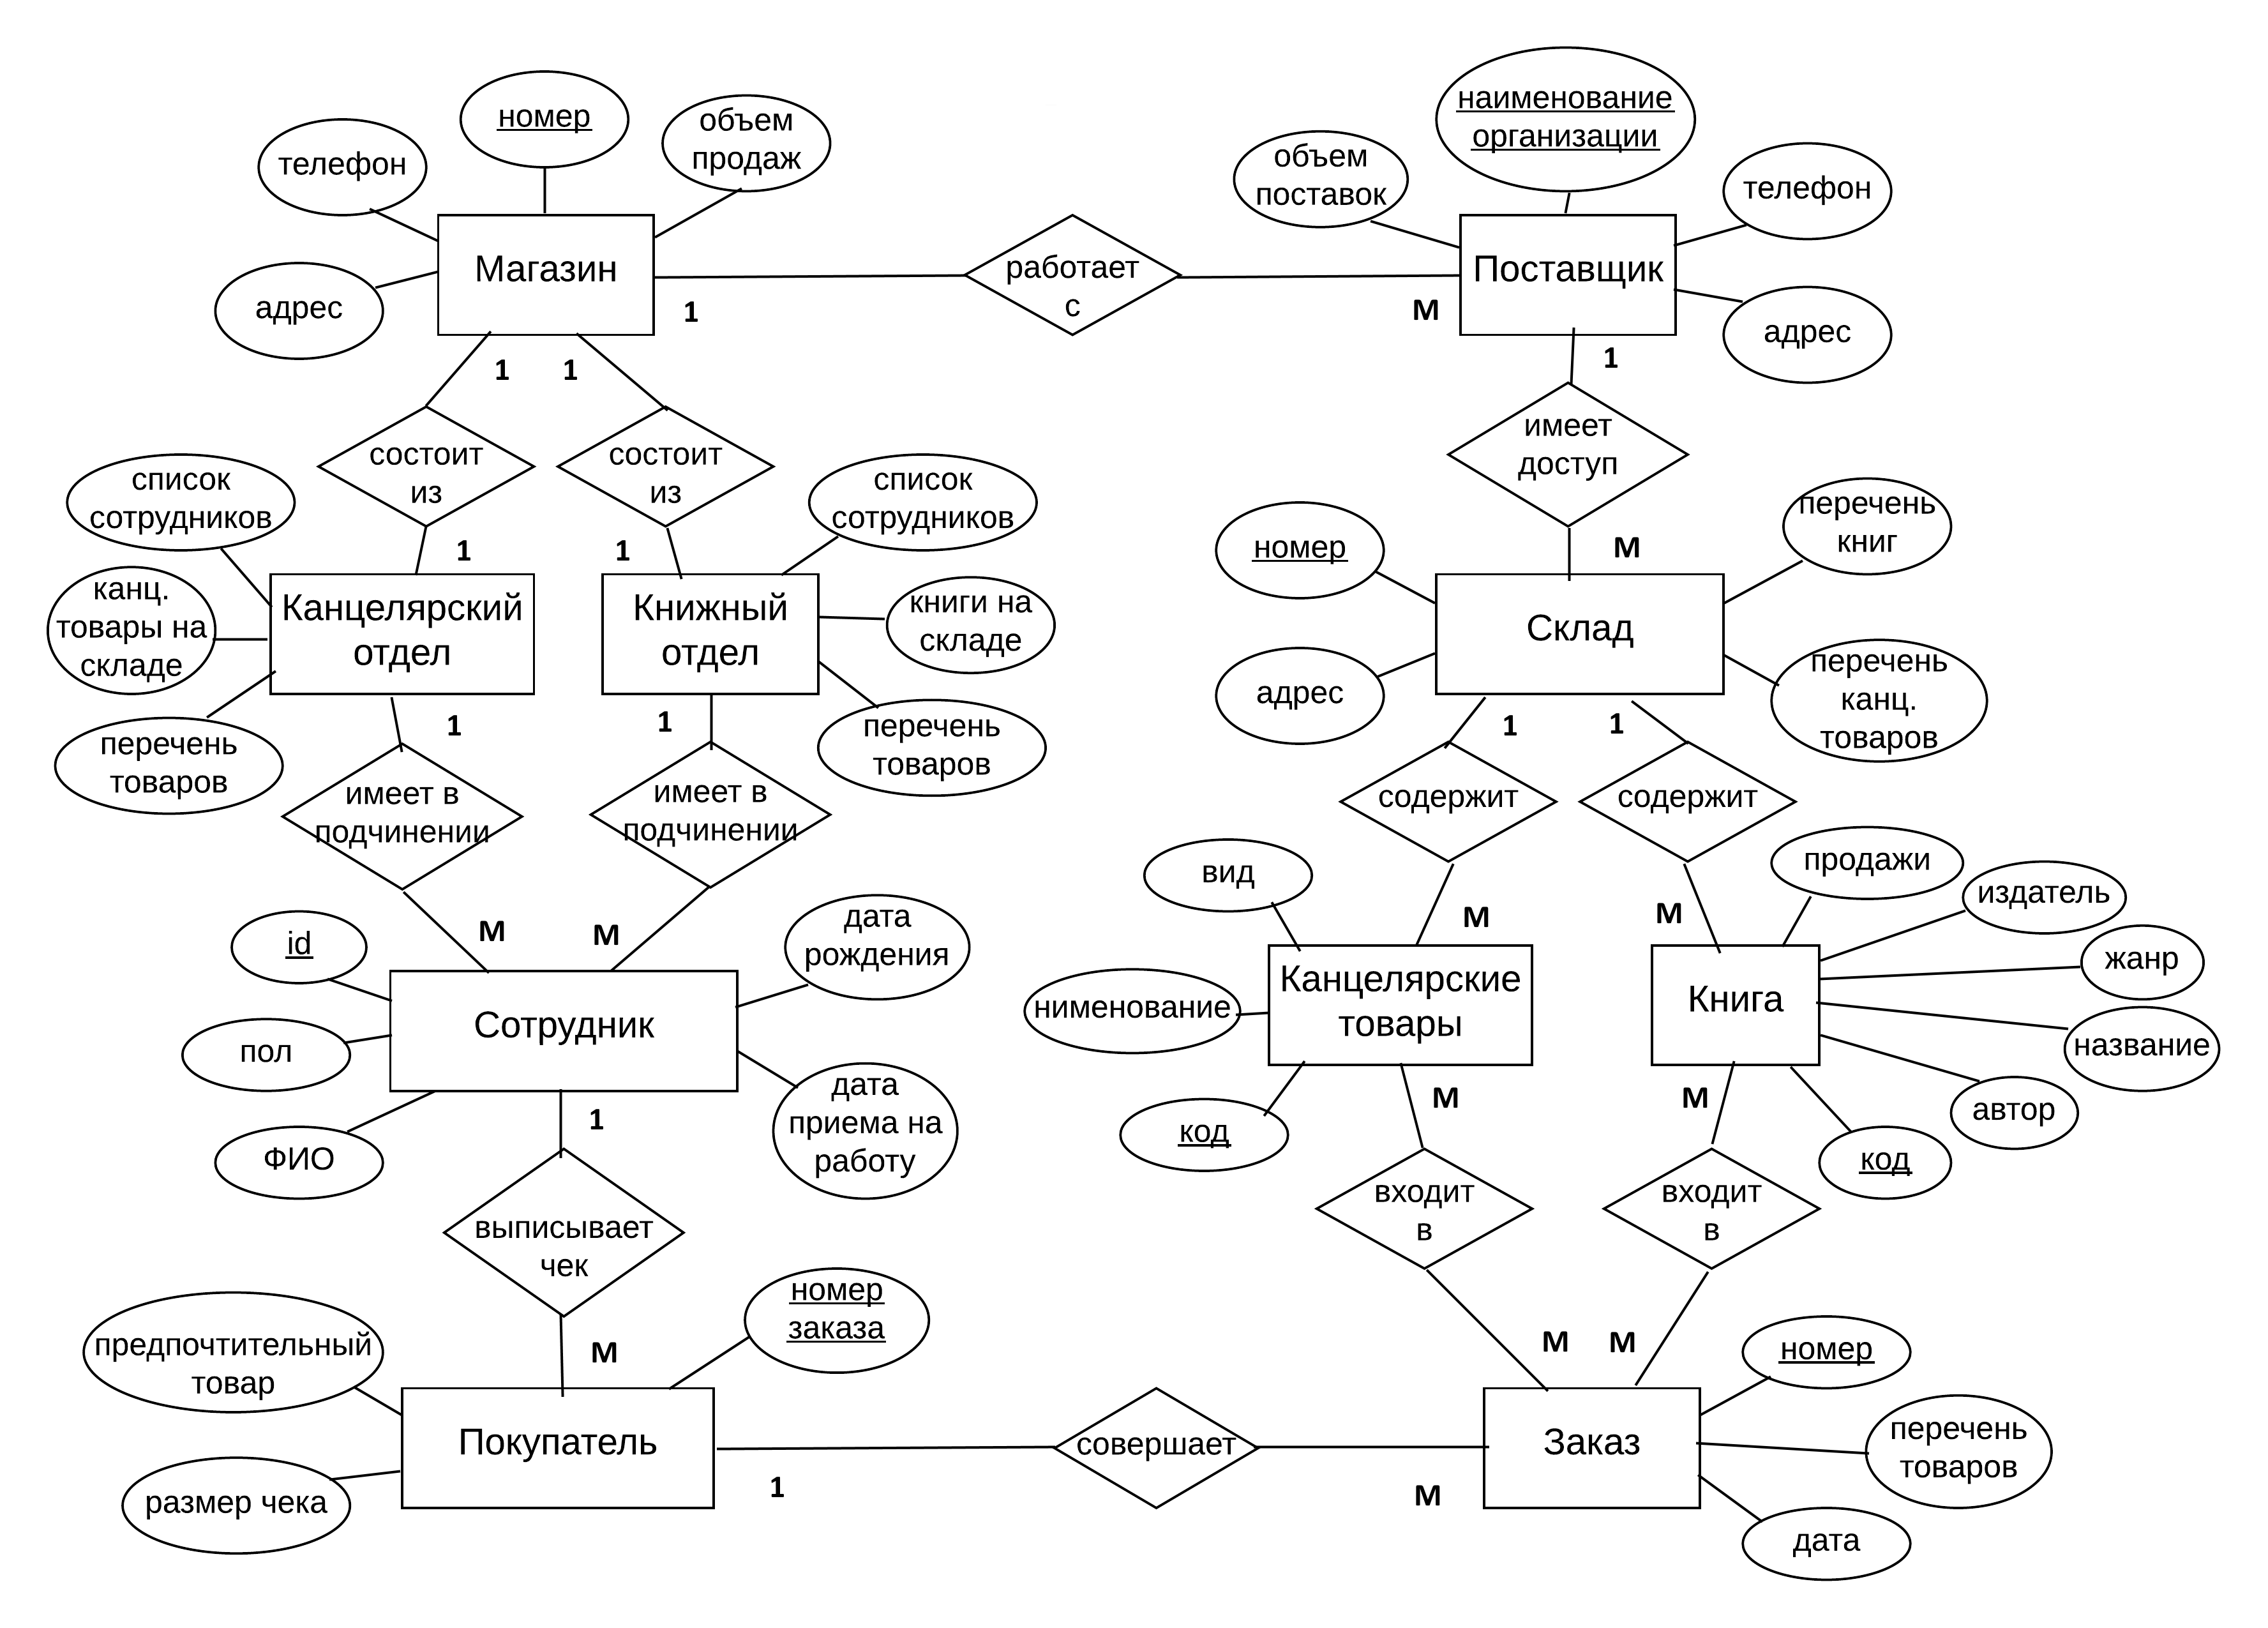 номер
объем
продаж
телефон
адрес
Магазин
1
работает
с
М
объем
поставок
наименование
организации
телефон
Поставщик
адрес
1
1
1
состоит
из
состоит
из
имеет
доступ
список
сотрудников
1
1
список
сотрудников
М
номер
перечень
книг
канц.
товары на
складе
Канцелярский
отдел
Книжный
отдел
книги на
складе
Склад
адрес
перечень
канц.
товаров
перечень
товаров
1
1
перечень
товаров
1
1
имеет в
подчинении
имеет в
подчинении
содержит
содержит
вид
продажи
издатель
жанр
название
автор
код
М
М
id
М
М
дата
рождения
пол
Сотрудник
ФИО
дата
приема на
работу
нименование
Канцелярские
товары
Книга
код
М
М
1
выписывает
чек
входит
в
входит
в
номер
заказа
предпочтительный
товар
М
М
М
номер
Покупатель
совершает
Заказ
перечень
товаров
размер чека
1
М
дата